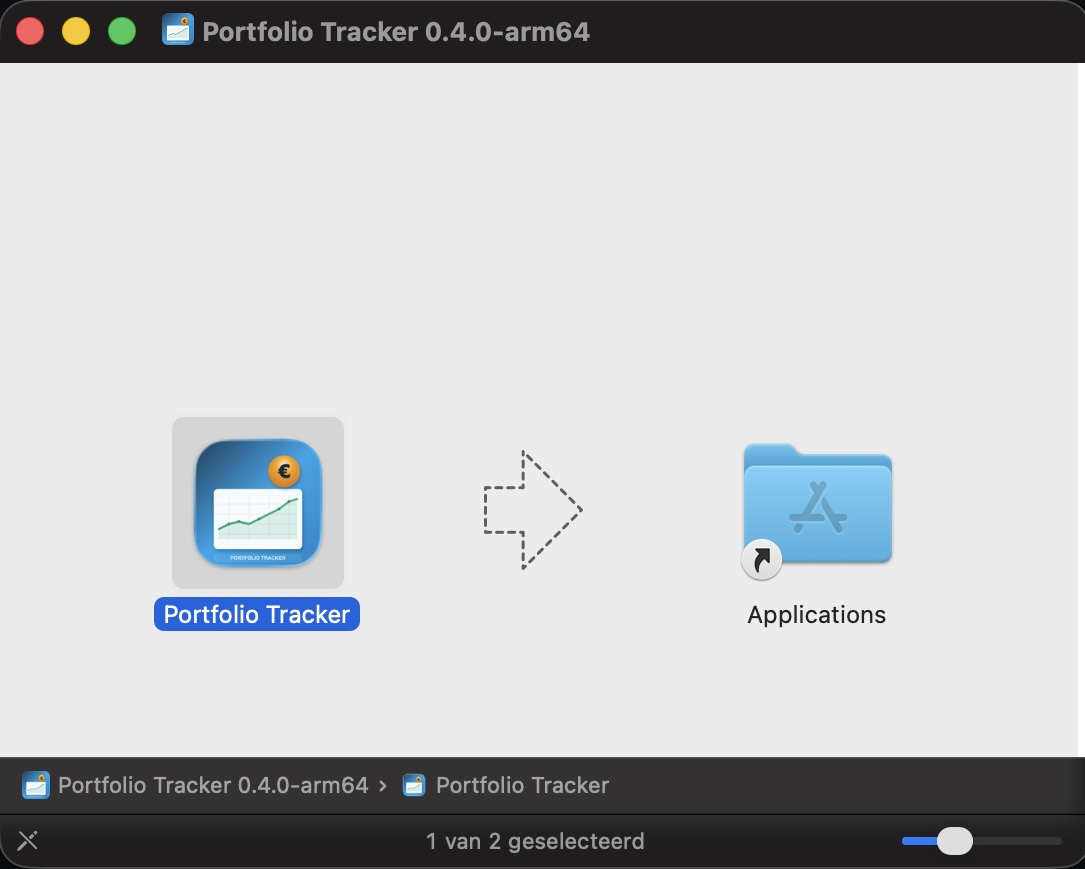 Portfolio Tracker 0.4.0-arm64
€
PORTFOLIO TRACKER
Portfolio Tracker
Applications
Portfolio Tracker 0.4.0-arm64 › Portfolio Tracker
1 van 2 geselecteerd